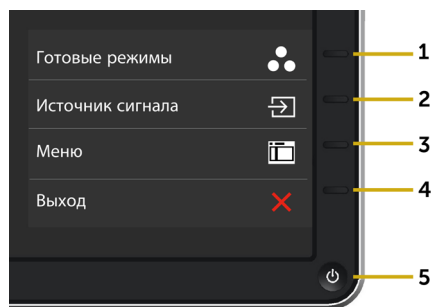 Готовые режимы 1
Источник сигнала 2
Меню 3
Выход 4
5